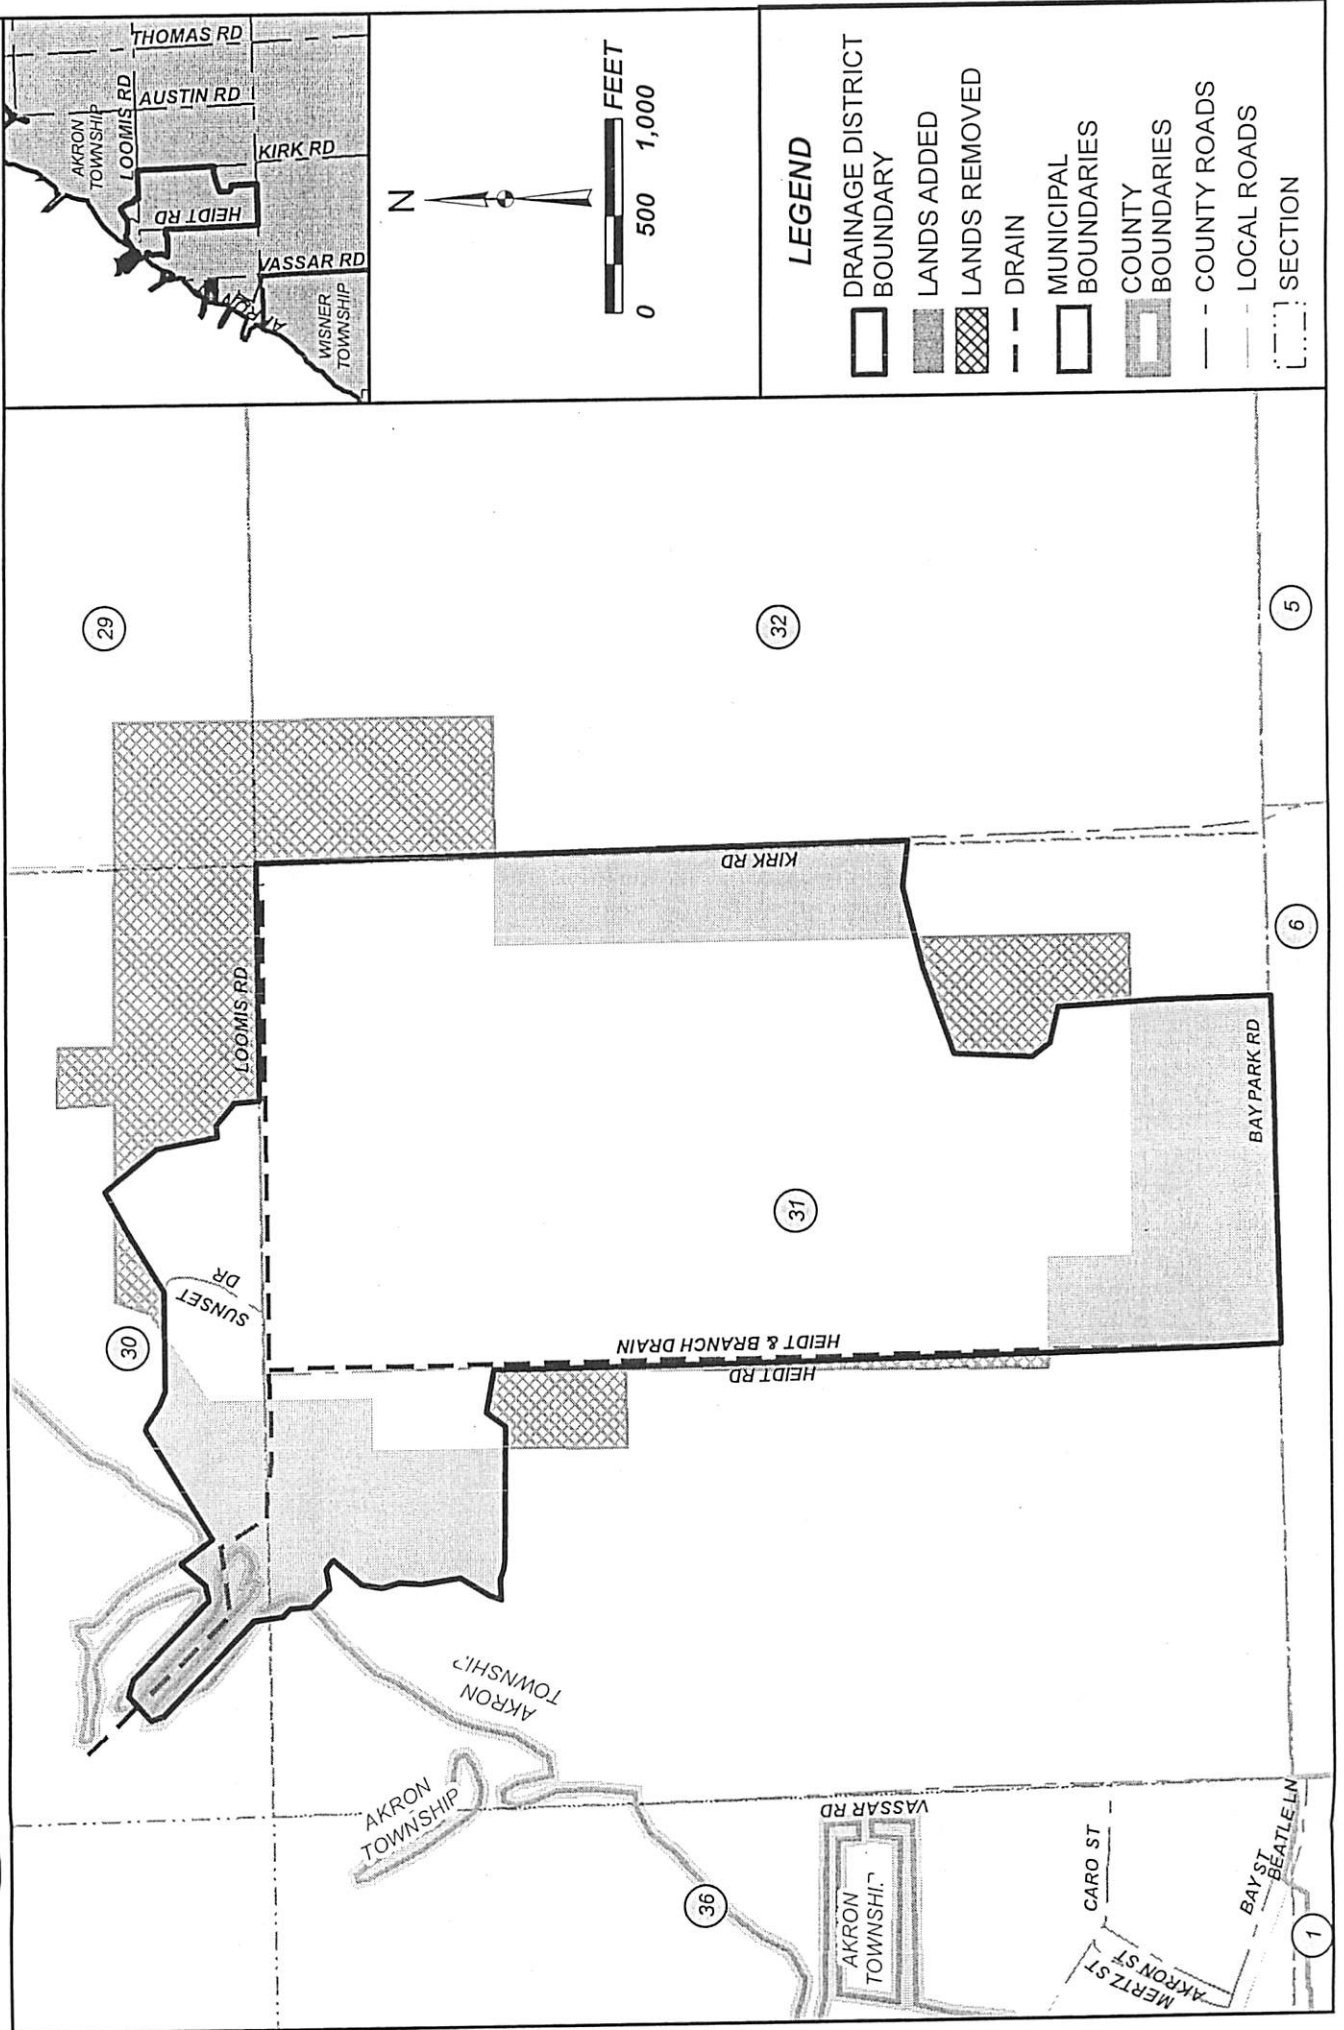 THOMAS RD
AUSTIN RD
AKRON
TOWNSHIP
LOOMIS RD
KIRK RD
HEIDT RD
VASSAR RD
WISNER
TOWNSHIP
N
0 500 1,000
FEET
LEGEND
DRAINAGE DISTRICT
BOUNDARY
LANDS ADDED
LANDS REMOVED
DRAIN
MUNICIPAL
BOUNDARIES
COUNTY
BOUNDARIES
COUNTY ROADS
LOCAL ROADS
SECTION
29
32
5
6
30
31
36
1
LOOMIS RD
KIRK RD
SUNSET
DR
HEIDT & BRANCH DRAIN
HEIDT RD
BAY PARK RD
AKRON
TOWNSHI
AKRON
TOWNSHIP
VASSAR RD
AKRON
TOWNSHI
CARO ST
MERTZ ST
AKRON ST
BAY ST
BEATLE LN